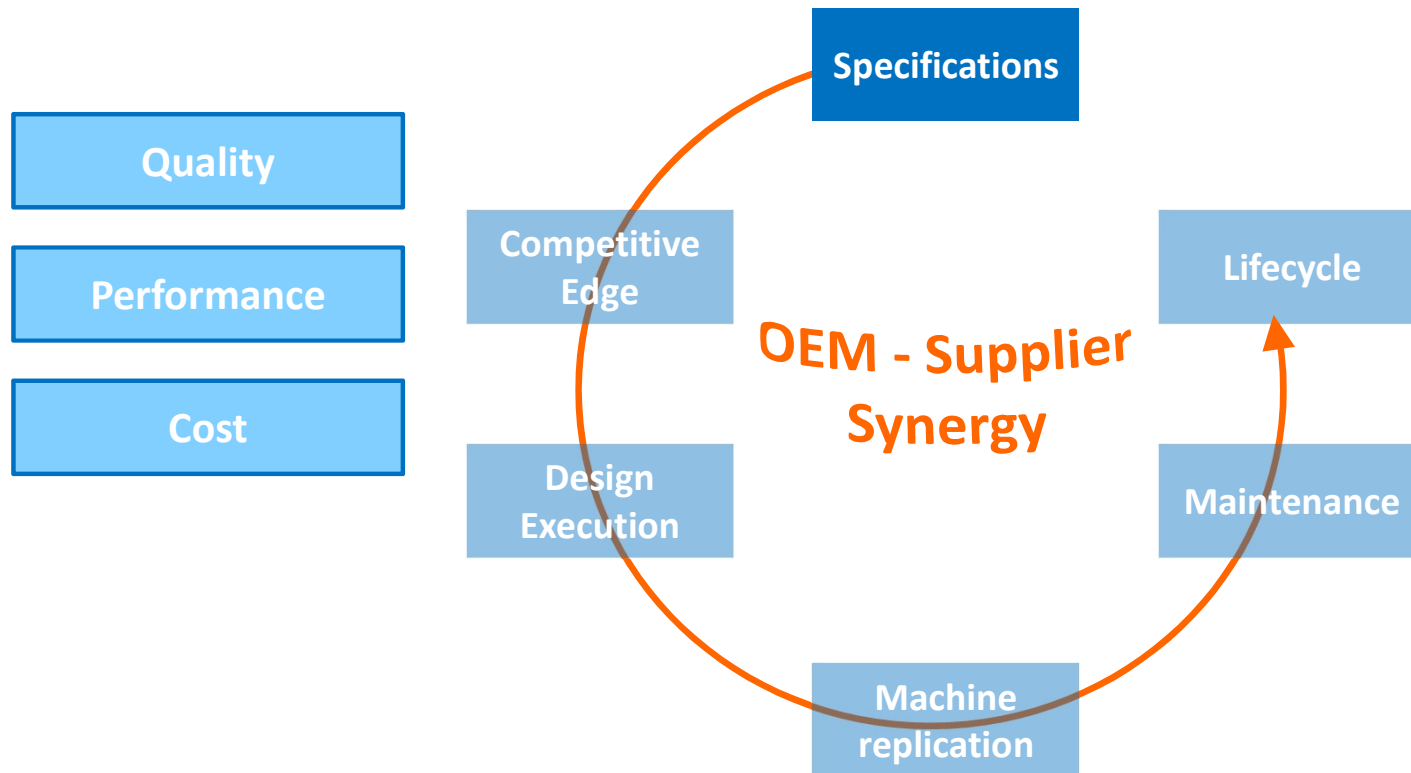 Quality
Performance
Cost
Specifications
Competitive
Edge
Design
Execution
Machine
replication
Maintenance
Lifecycle
OEM - Supplier
Synergy